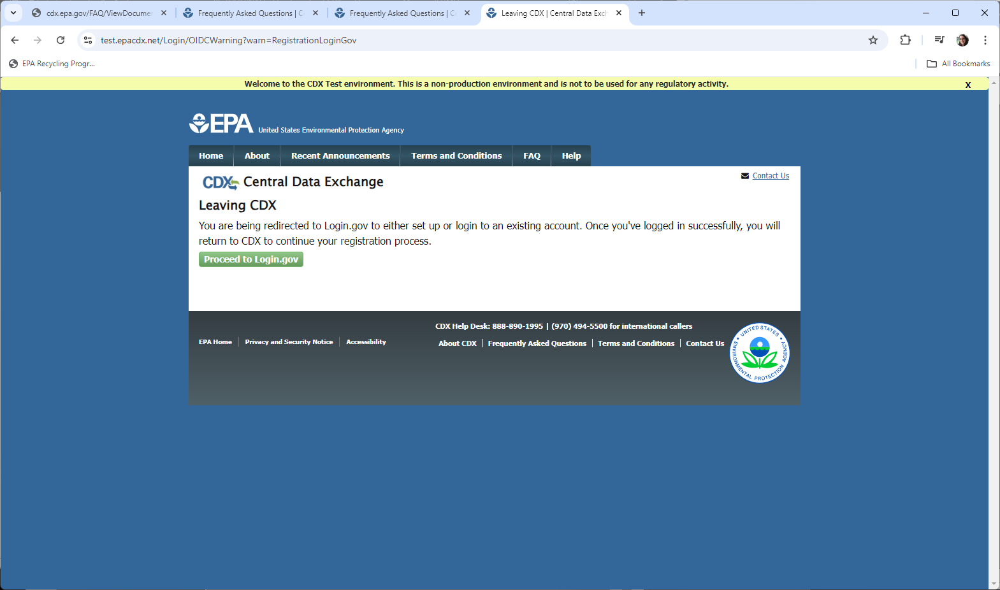 cdx.epa.gov/FAQ/ViewDocume
Frequently Asked Questions | C
Frequently Asked Questions | C
Leaving CDX | Central Data Exch
test.epacdx.net/Login/OIDCWarning?warn=RegistrationLoginGov
EPA Recycling Progr...
All Bookmarks
Welcome to the CDX Test environment. This is a non-production environment and is not to be used for any regulatory activity.
X
EPA United States Environmental Protection Agency
Home About Recent Announcements Terms and Conditions FAQ Help
CDX Central Data Exchange
Contact Us
Leaving CDX
You are being redirected to Login.gov to either set up or login to an existing account. Once you've logged in successfully, you will
return to CDX to continue your registration process.
Proceed to Login.gov
CDX Help Desk: 888-890-1995 | (970) 494-5500 for international callers
EPA Home Privacy and Security Notice Accessibility
About CDX Frequently Asked Questions Terms and Conditions Contact Us
UNITED STATES
ENVIRONMENTAL PROTECTION AGENCY